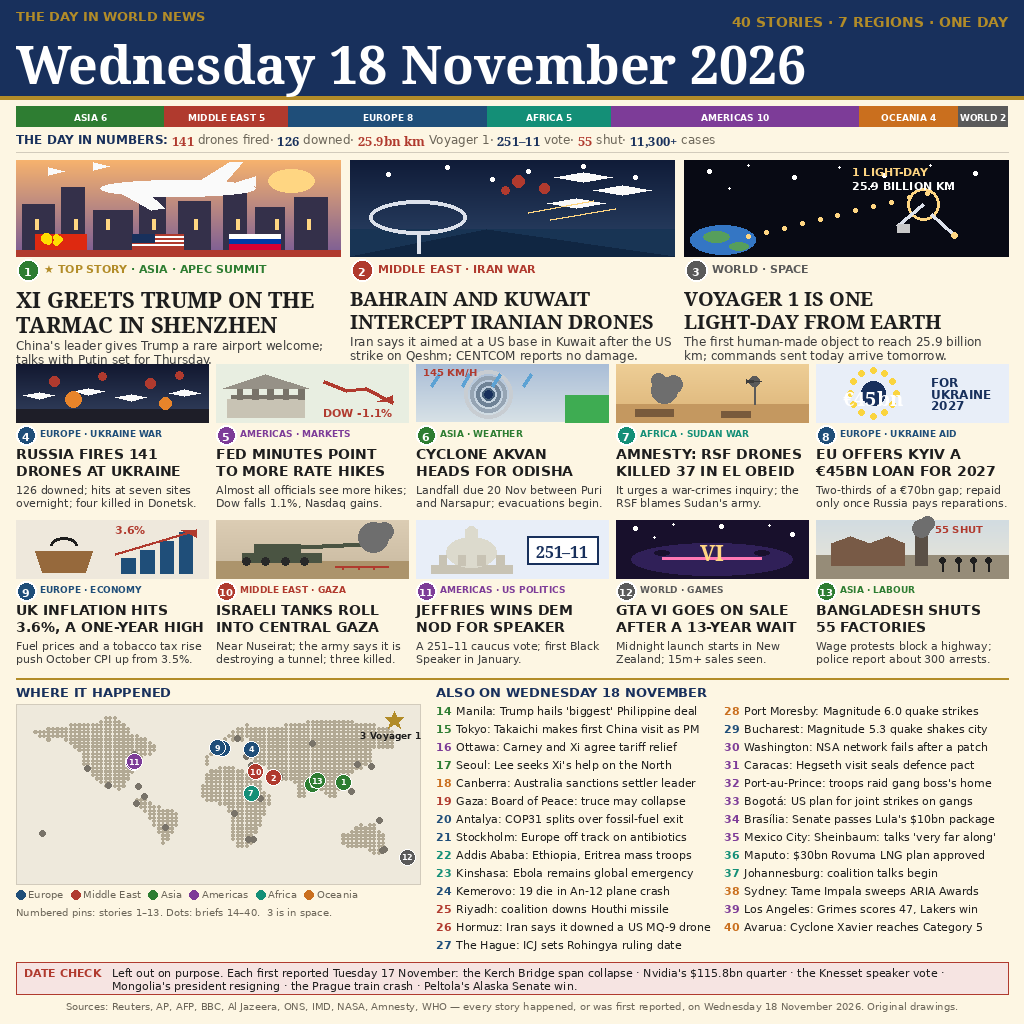 THE DAY IN WORLD NEWS
40 STORIES · 7 REGIONS · ONE DAY
Wednesday 18 November 2026
ASIA 6
MIDDLE EAST 5
EUROPE 8
AFRICA 5
AMERICAS 10
OCEANIA 4
WORLD 2
THE DAY IN NUMBERS: 141 drones fired· 126 downed· 25.9bn km Voyager 1· 251–11 vote· 55 shut· 11,300+ cases
1 LIGHT-DAY
25.9 BILLION KM
1 ★ TOP STORY · ASIA · APEC SUMMIT
XI GREETS TRUMP ON THE
TARMAC IN SHENZHEN
China's leader gives Trump a rare airport welcome;
talks with Putin set for Thursday.
2 MIDDLE EAST · IRAN WAR
BAHRAIN AND KUWAIT
INTERCEPT IRANIAN DRONES
Iran says it aimed at a US base in Kuwait after the US
strike on Qeshm; CENTCOM reports no damage.
3 WORLD · SPACE
VOYAGER 1 IS ONE
LIGHT-DAY FROM EARTH
The first human-made object to reach 25.9 billion
km; commands sent today arrive tomorrow.
DOW -1.1%
145 KM/H
€45bn
FOR
UKRAINE
2027
4 EUROPE · UKRAINE WAR
RUSSIA FIRES 141
DRONES AT UKRAINE
126 downed; hits at seven sites
overnight; four killed in Donetsk.
5 AMERICAS · MARKETS
FED MINUTES POINT
TO MORE RATE HIKES
Almost all officials see more hikes;
Dow falls 1.1%, Nasdaq gains.
6 ASIA · WEATHER
CYCLONE AKVAN
HEADS FOR ODISHA
Landfall due 20 Nov between Puri
and Narsapur; evacuations begin.
7 AFRICA · SUDAN WAR
AMNESTY: RSF DRONES
KILLED 37 IN EL OBEID
It urges a war-crimes inquiry; the
RSF blames Sudan's army.
8 EUROPE · UKRAINE AID
EU OFFERS KYIV A
€45BN LOAN FOR 2027
Two-thirds of a €70bn gap; repaid
only once Russia pays reparations.
3.6%
251–11
VI
55 SHUT
9 EUROPE · ECONOMY
UK INFLATION HITS
3.6%, A ONE-YEAR HIGH
Fuel prices and a tobacco tax rise
push October CPI up from 3.5%.
10 MIDDLE EAST · GAZA
ISRAELI TANKS ROLL
INTO CENTRAL GAZA
Near Nuseirat; the army says it is
destroying a tunnel; three killed.
11 AMERICAS · US POLITICS
JEFFRIES WINS DEM
NOD FOR SPEAKER
A 251–11 caucus vote; first Black
Speaker in January.
12 WORLD · GAMES
GTA VI GOES ON SALE
AFTER A 13-YEAR WAIT
Midnight launch starts in New
Zealand; 15m+ sales seen.
13 ASIA · LABOUR
BANGLADESH SHUTS
55 FACTORIES
Wage protests block a highway;
police report about 300 arrests.
WHERE IT HAPPENED
3 Voyager 1
9
4
11
10
2
13
1
7
12
Europe Middle East Asia Americas Africa Oceania
Numbered pins: stories 1–13. Dots: briefs 14–40. 3 is in space.
ALSO ON WEDNESDAY 18 NOVEMBER
14 Manila: Trump hails 'biggest' Philippine deal
15 Tokyo: Takaichi makes first China visit as PM
16 Ottawa: Carney and Xi agree tariff relief
17 Seoul: Lee seeks Xi's help on the North
18 Canberra: Australia sanctions settler leader
19 Gaza: Board of Peace: truce may collapse
20 Antalya: COP31 splits over fossil-fuel exit
21 Stockholm: Europe off track on antibiotics
22 Addis Ababa: Ethiopia, Eritrea mass troops
23 Kinshasa: Ebola remains global emergency
24 Kemerovo: 19 die in An-12 plane crash
25 Riyadh: coalition downs Houthi missile
26 Hormuz: Iran says it downed a US MQ-9 drone
27 The Hague: ICJ sets Rohingya ruling date
28 Port Moresby: Magnitude 6.0 quake strikes
29 Bucharest: Magnitude 5.3 quake shakes city
30 Washington: NSA network fails after a patch
31 Caracas: Hegseth visit seals defence pact
32 Port-au-Prince: troops raid gang boss's home
33 Bogotá: US plan for joint strikes on gangs
34 Brasília: Senate passes Lula's $10bn package
35 Mexico City: Sheinbaum: talks 'very far along'
36 Maputo: $30bn Rovuma LNG plan approved
37 Johannesburg: coalition talks begin
38 Sydney: Tame Impala sweeps ARIA Awards
39 Los Angeles: Grimes scores 47, Lakers win
40 Avarua: Cyclone Xavier reaches Category 5
DATE CHECK Left out on purpose. Each first reported Tuesday 17 November: the Kerch Bridge span collapse · Nvidia's $115.8bn quarter · the Knesset speaker vote ·
Mongolia's president resigning · the Prague train crash · Peltola's Alaska Senate win.
Sources: Reuters, AP, AFP, BBC, Al Jazeera, ONS, IMD, NASA, Amnesty, WHO — every story happened, or was first reported, on Wednesday 18 November 2026. Original drawings.